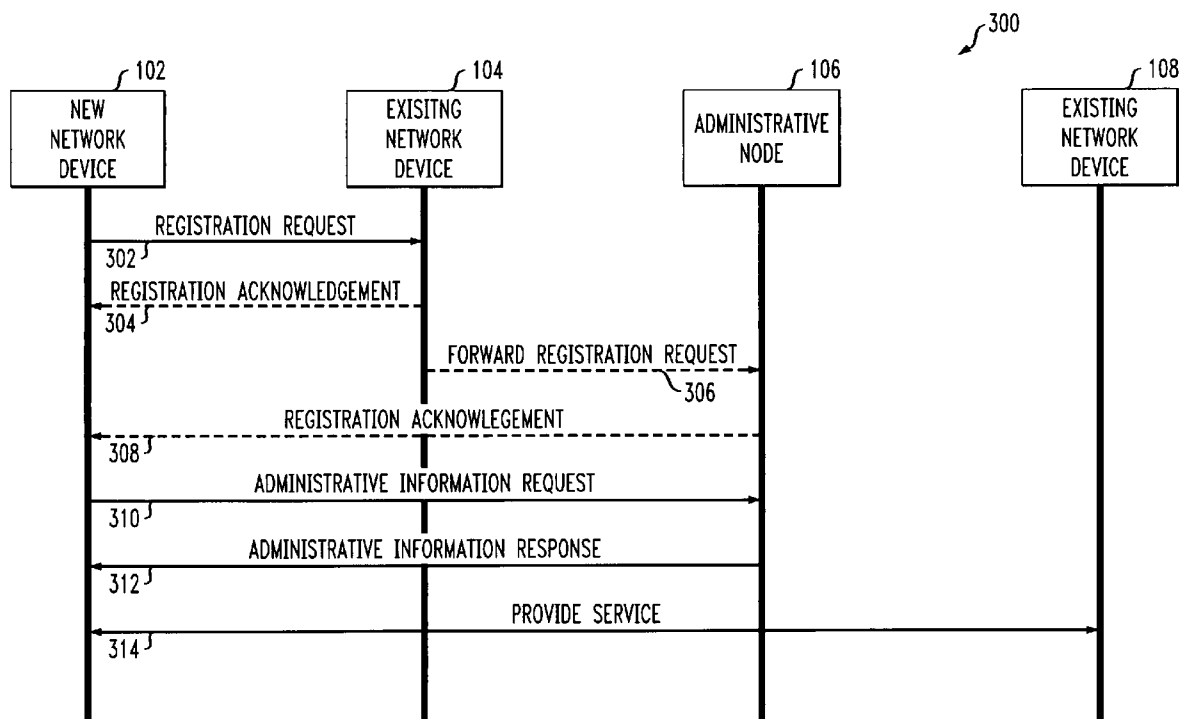 300
102
104
106
108
NEW
NETWORK
DEVICE
EXISITNG
NETWORK
DEVICE
ADMINISTRATIVE
NODE
EXISTING
NETWORK
DEVICE
REGISTRATION REQUEST
302
REGISTRATION ACKNOWLEDGEMENT
304
FORWARD REGISTRATION REQUEST
306
REGISTRATION ACKNOWLEGEMENT
308
ADMINISTRATIVE INFORMATION REQUEST
310
ADMINISTRATIVE INFORMATION RESPONSE
312
PROVIDE SERVICE
314